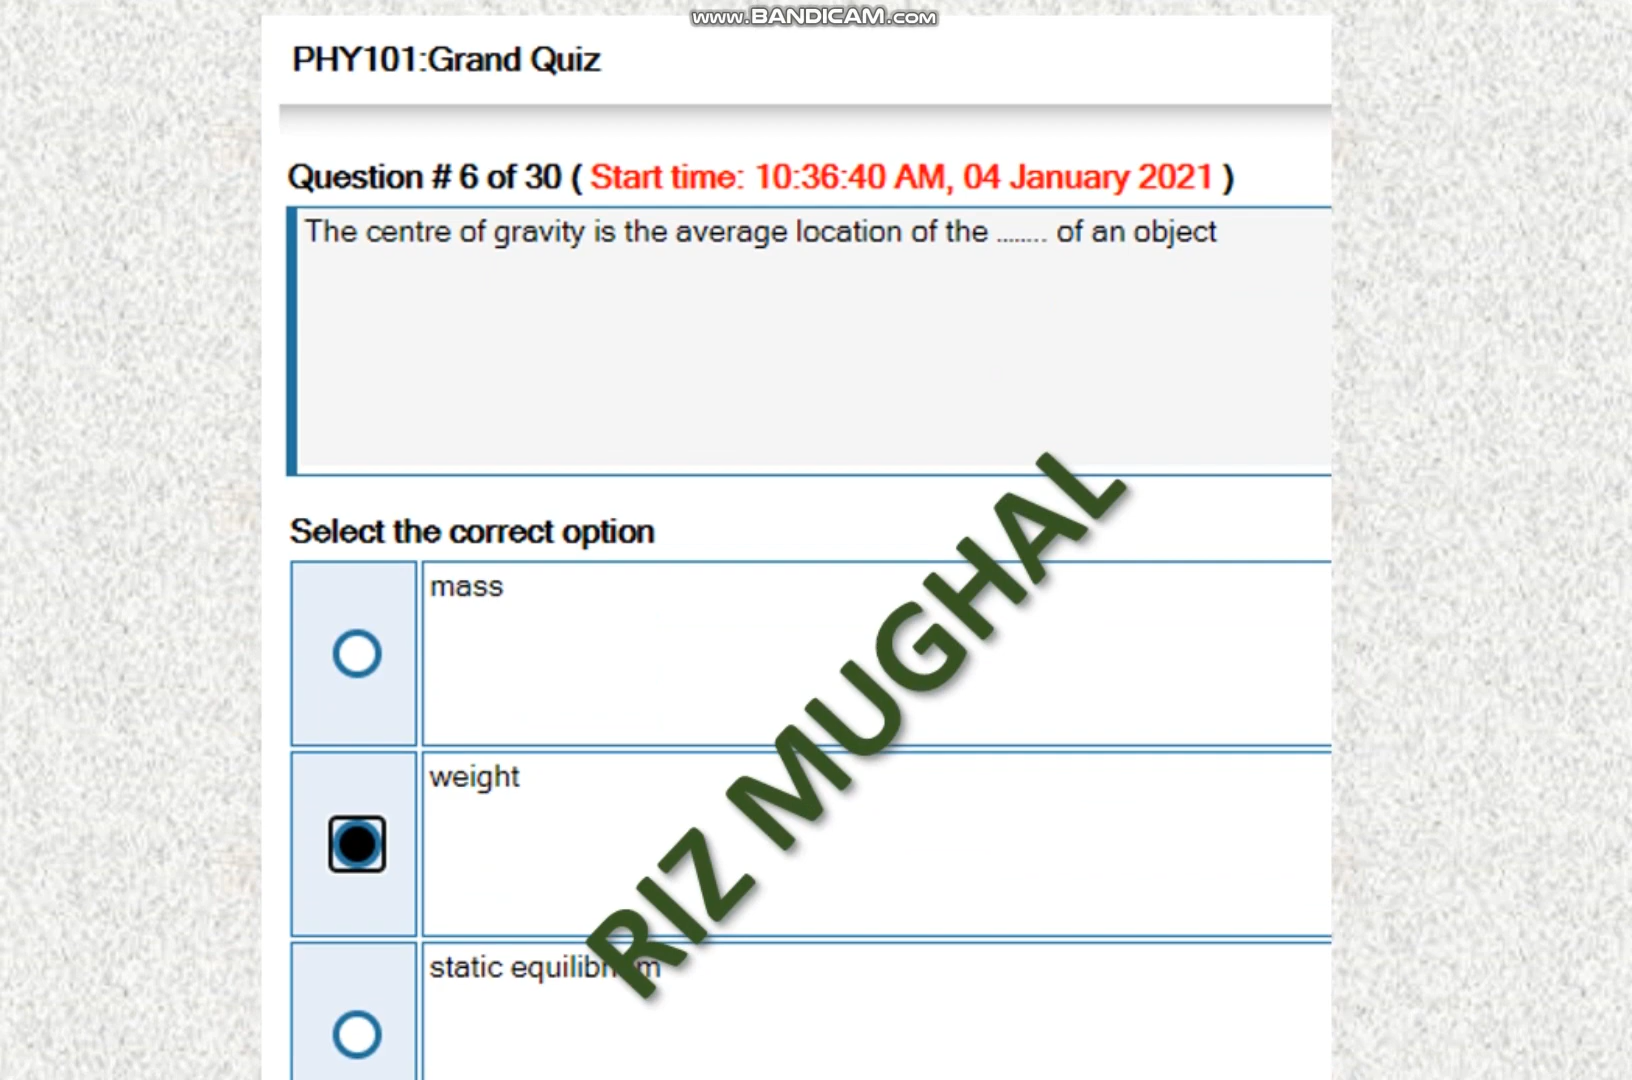 www.BANDICAM.com
PHY101:Grand Quiz
Question # 6 of 30 ( Start time: 10:36:40 AM, 04 January 2021 )
The centre of gravity is the average location of the ........ of an object
Select the correct option
mass
weight
static equilibrium
RIZ MUGHAL